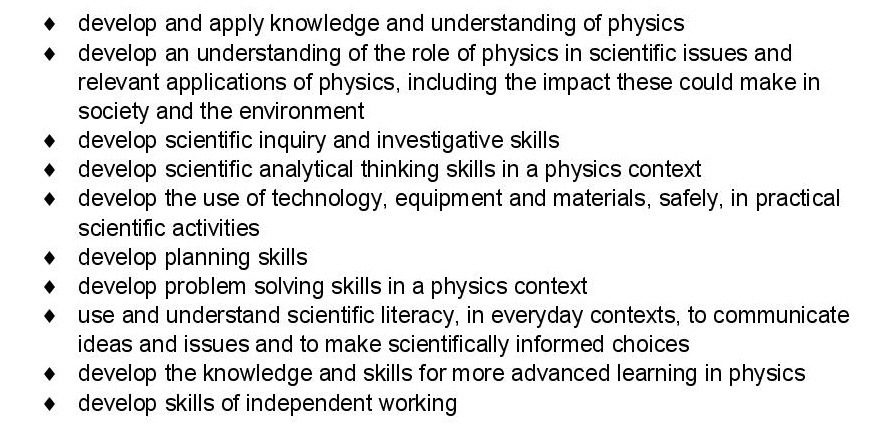 ♦ develop and apply knowledge and understanding of physics
♦ develop an understanding of the role of physics in scientific issues and
relevant applications of physics, including the impact these could make in
society and the environment
♦ develop scientific inquiry and investigative skills
♦ develop scientific analytical thinking skills in a physics context
♦ develop the use of technology, equipment and materials, safely, in practical
scientific activities
♦ develop planning skills
♦ develop problem solving skills in a physics context
♦ use and understand scientific literacy, in everyday contexts, to communicate
ideas and issues and to make scientifically informed choices
♦ develop the knowledge and skills for more advanced learning in physics
♦ develop skills of independent working